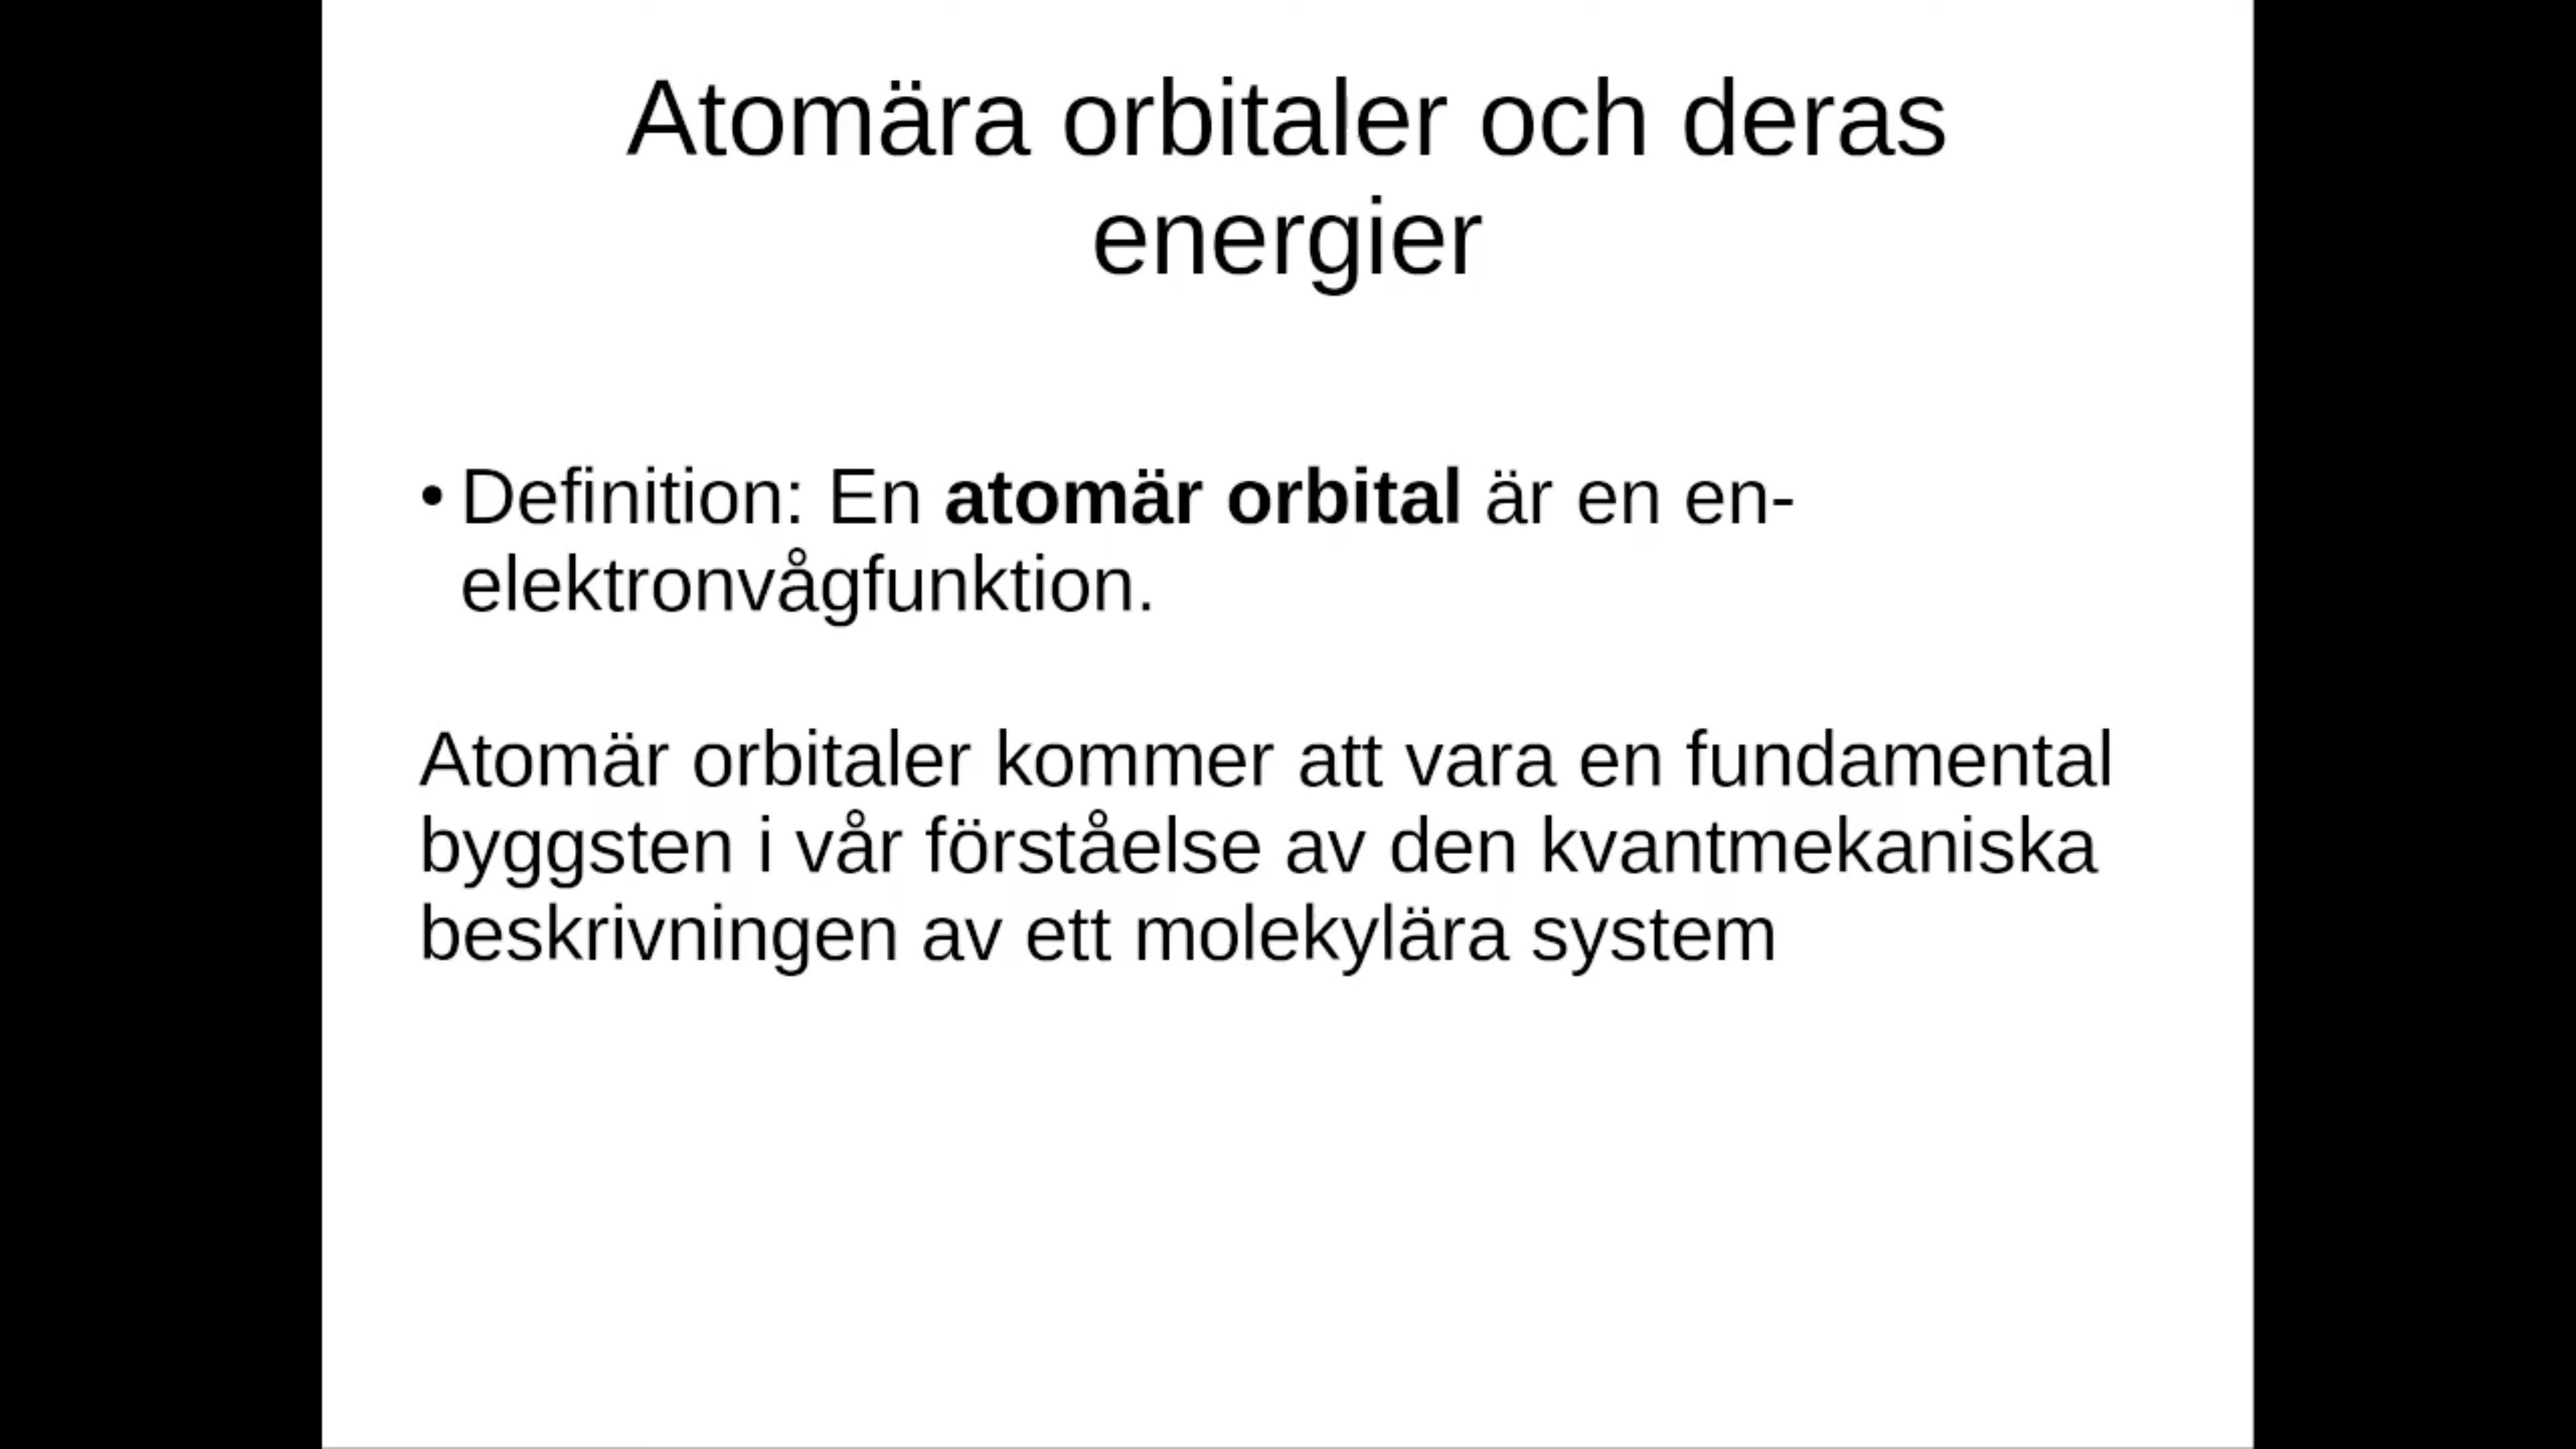 Atomära orbitaler och deras
energier
• Definition: En atomär orbital är en en-
elektronvågfunktion.
Atomär orbitaler kommer att vara en fundamental
byggsten i vår förståelse av den kvantmekaniska
beskrivningen av ett molekylära system